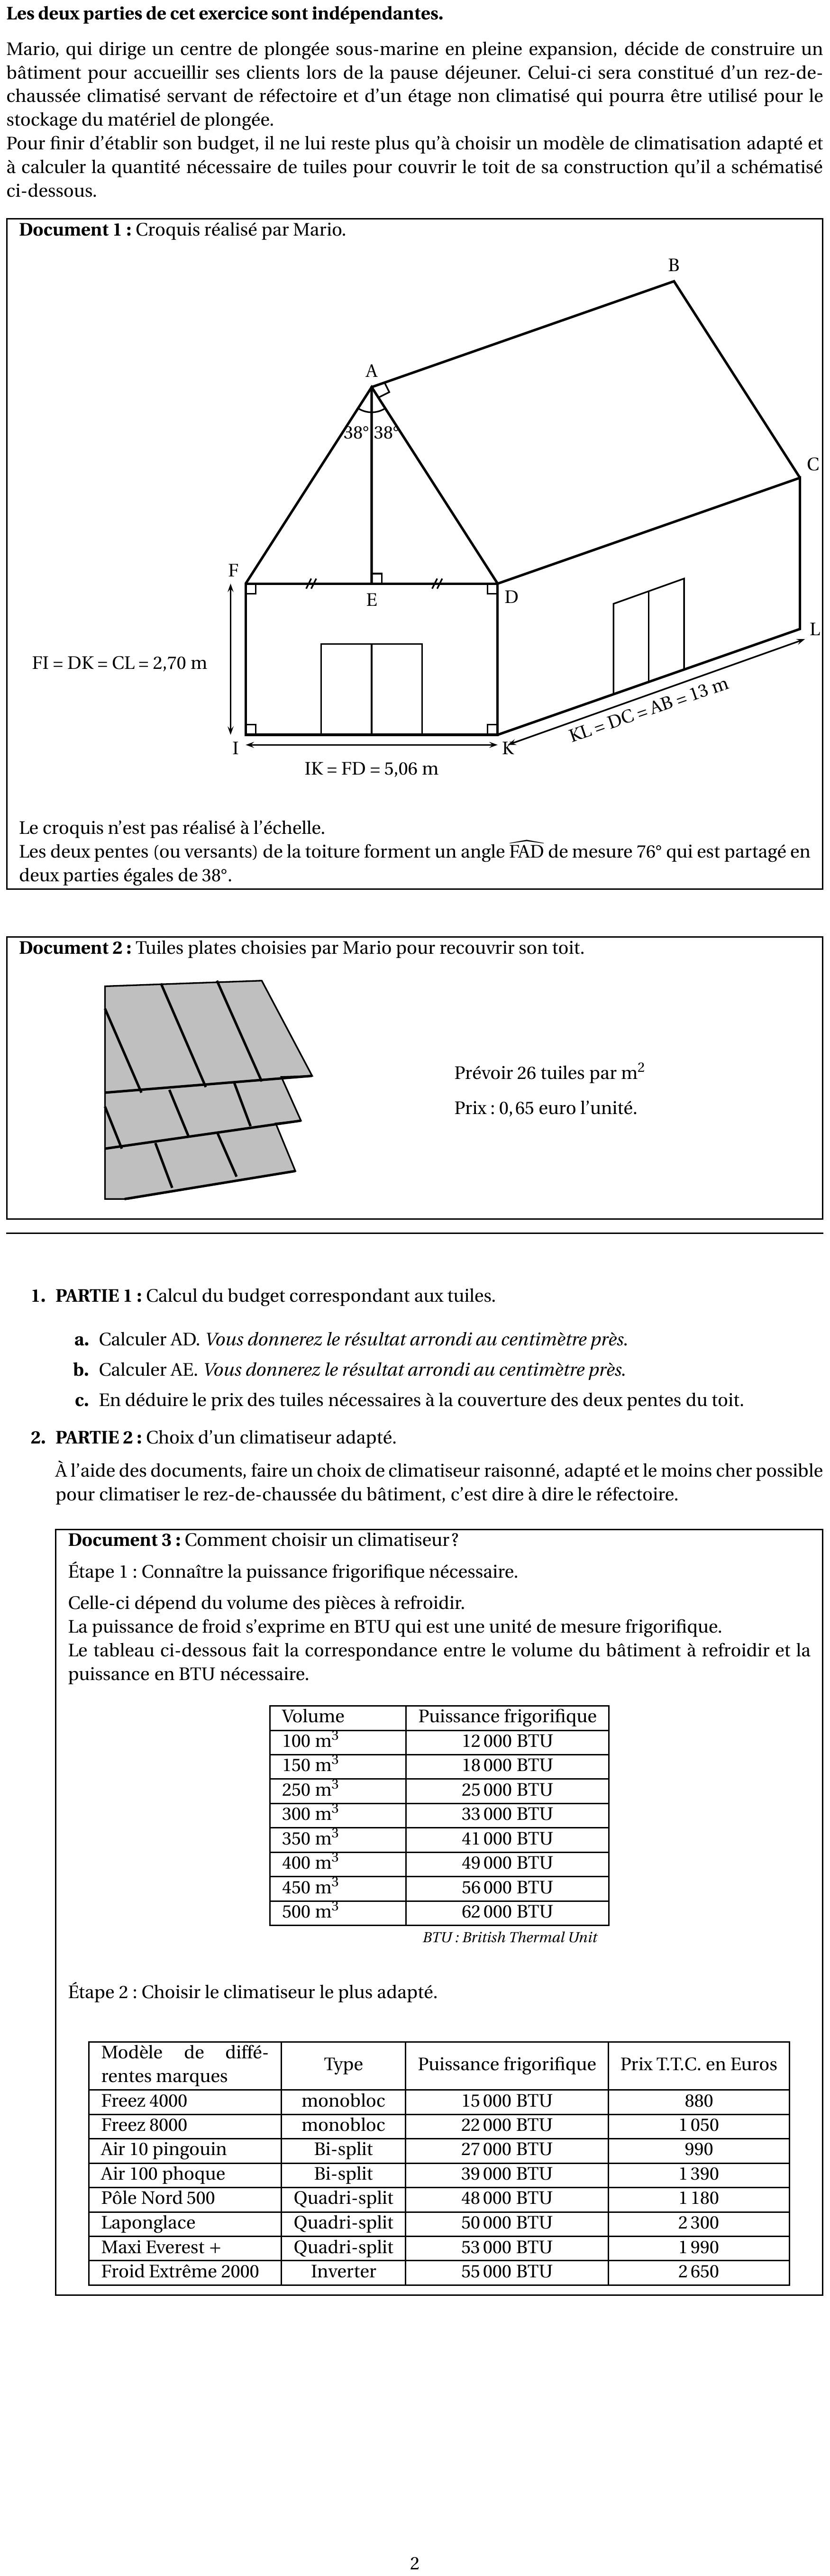 Les deux parties de cet exercice sont indépendantes.
Mario, qui dirige un centre de plongée sous-marine en pleine expansion, décide de construire un
bâtiment pour accueillir ses clients lors de la pause déjeuner. Celui-ci sera constitué d'un rez-de-
chaussée climatisé servant de réfectoire et d'un étage non climatisé qui pourra être utilisé pour le
stockage du matériel de plongée.
Pour finir d'établir son budget, il ne lui reste plus qu'à choisir un modèle de climatisation adapté et
à calculer la quantité nécessaire de tuiles pour couvrir le toit de sa construction qu'il a schématisé
ci-dessous.
Document 1 : Croquis réalisé par Mario.
B
A
38° 38°
C
F
E
D
L
FI = DK = CL = 2,70 m
KL = DC = AB = 13 m
I
K
IK = FD = 5,06 m
Le croquis n'est pas réalisé à l'échelle.
Les deux pentes (ou versants) de la toiture forment un angle FAD de mesure 76° qui est partagé en
deux parties égales de 38°.
Document 2 : Tuiles plates choisies par Mario pour recouvrir son toit.
Prévoir 26 tuiles par m²
Prix : 0,65 euro l'unité.
1. PARTIE 1 : Calcul du budget correspondant aux tuiles.
a. Calculer AD. Vous donnerez le résultat arrondi au centimètre près.
b. Calculer AE. Vous donnerez le résultat arrondi au centimètre près.
c. En déduire le prix des tuiles nécessaires à la couverture des deux pentes du toit.
2. PARTIE 2 : Choix d'un climatiseur adapté.
À l'aide des documents, faire un choix de climatiseur raisonné, adapté et le moins cher possible
pour climatiser le rez-de-chaussée du bâtiment, c'est dire à dire le réfectoire.
Document 3 : Comment choisir un climatiseur ?
Étape 1 : Connaître la puissance frigorifique nécessaire.
Celle-ci dépend du volume des pièces à refroidir.
La puissance de froid s'exprime en BTU qui est une unité de mesure frigorifique.
Le tableau ci-dessous fait la correspondance entre le volume du bâtiment à refroidir et la
puissance en BTU nécessaire.
Volume Puissance frigorifique
100 m³ 12 000 BTU
150 m³ 18 000 BTU
250 m³ 25 000 BTU
300 m³ 33 000 BTU
350 m³ 41 000 BTU
400 m³ 49 000 BTU
450 m³ 56 000 BTU
500 m³ 62 000 BTU
BTU : British Thermal Unit
Étape 2 : Choisir le climatiseur le plus adapté.
Modèle de diffé-
rentes marques Type Puissance frigorifique Prix T.T.C. en Euros
Freez 4000 monobloc 15 000 BTU 880
Freez 8000 monobloc 22 000 BTU 1 050
Air 10 pingouin Bi-split 27 000 BTU 990
Air 100 phoque Bi-split 39 000 BTU 1 390
Pôle Nord 500 Quadri-split 48 000 BTU 1 180
Laponglace Quadri-split 50 000 BTU 2 300
Maxi Everest + Quadri-split 53 000 BTU 1 990
Froid Extrême 2000 Inverter 55 000 BTU 2 650
2